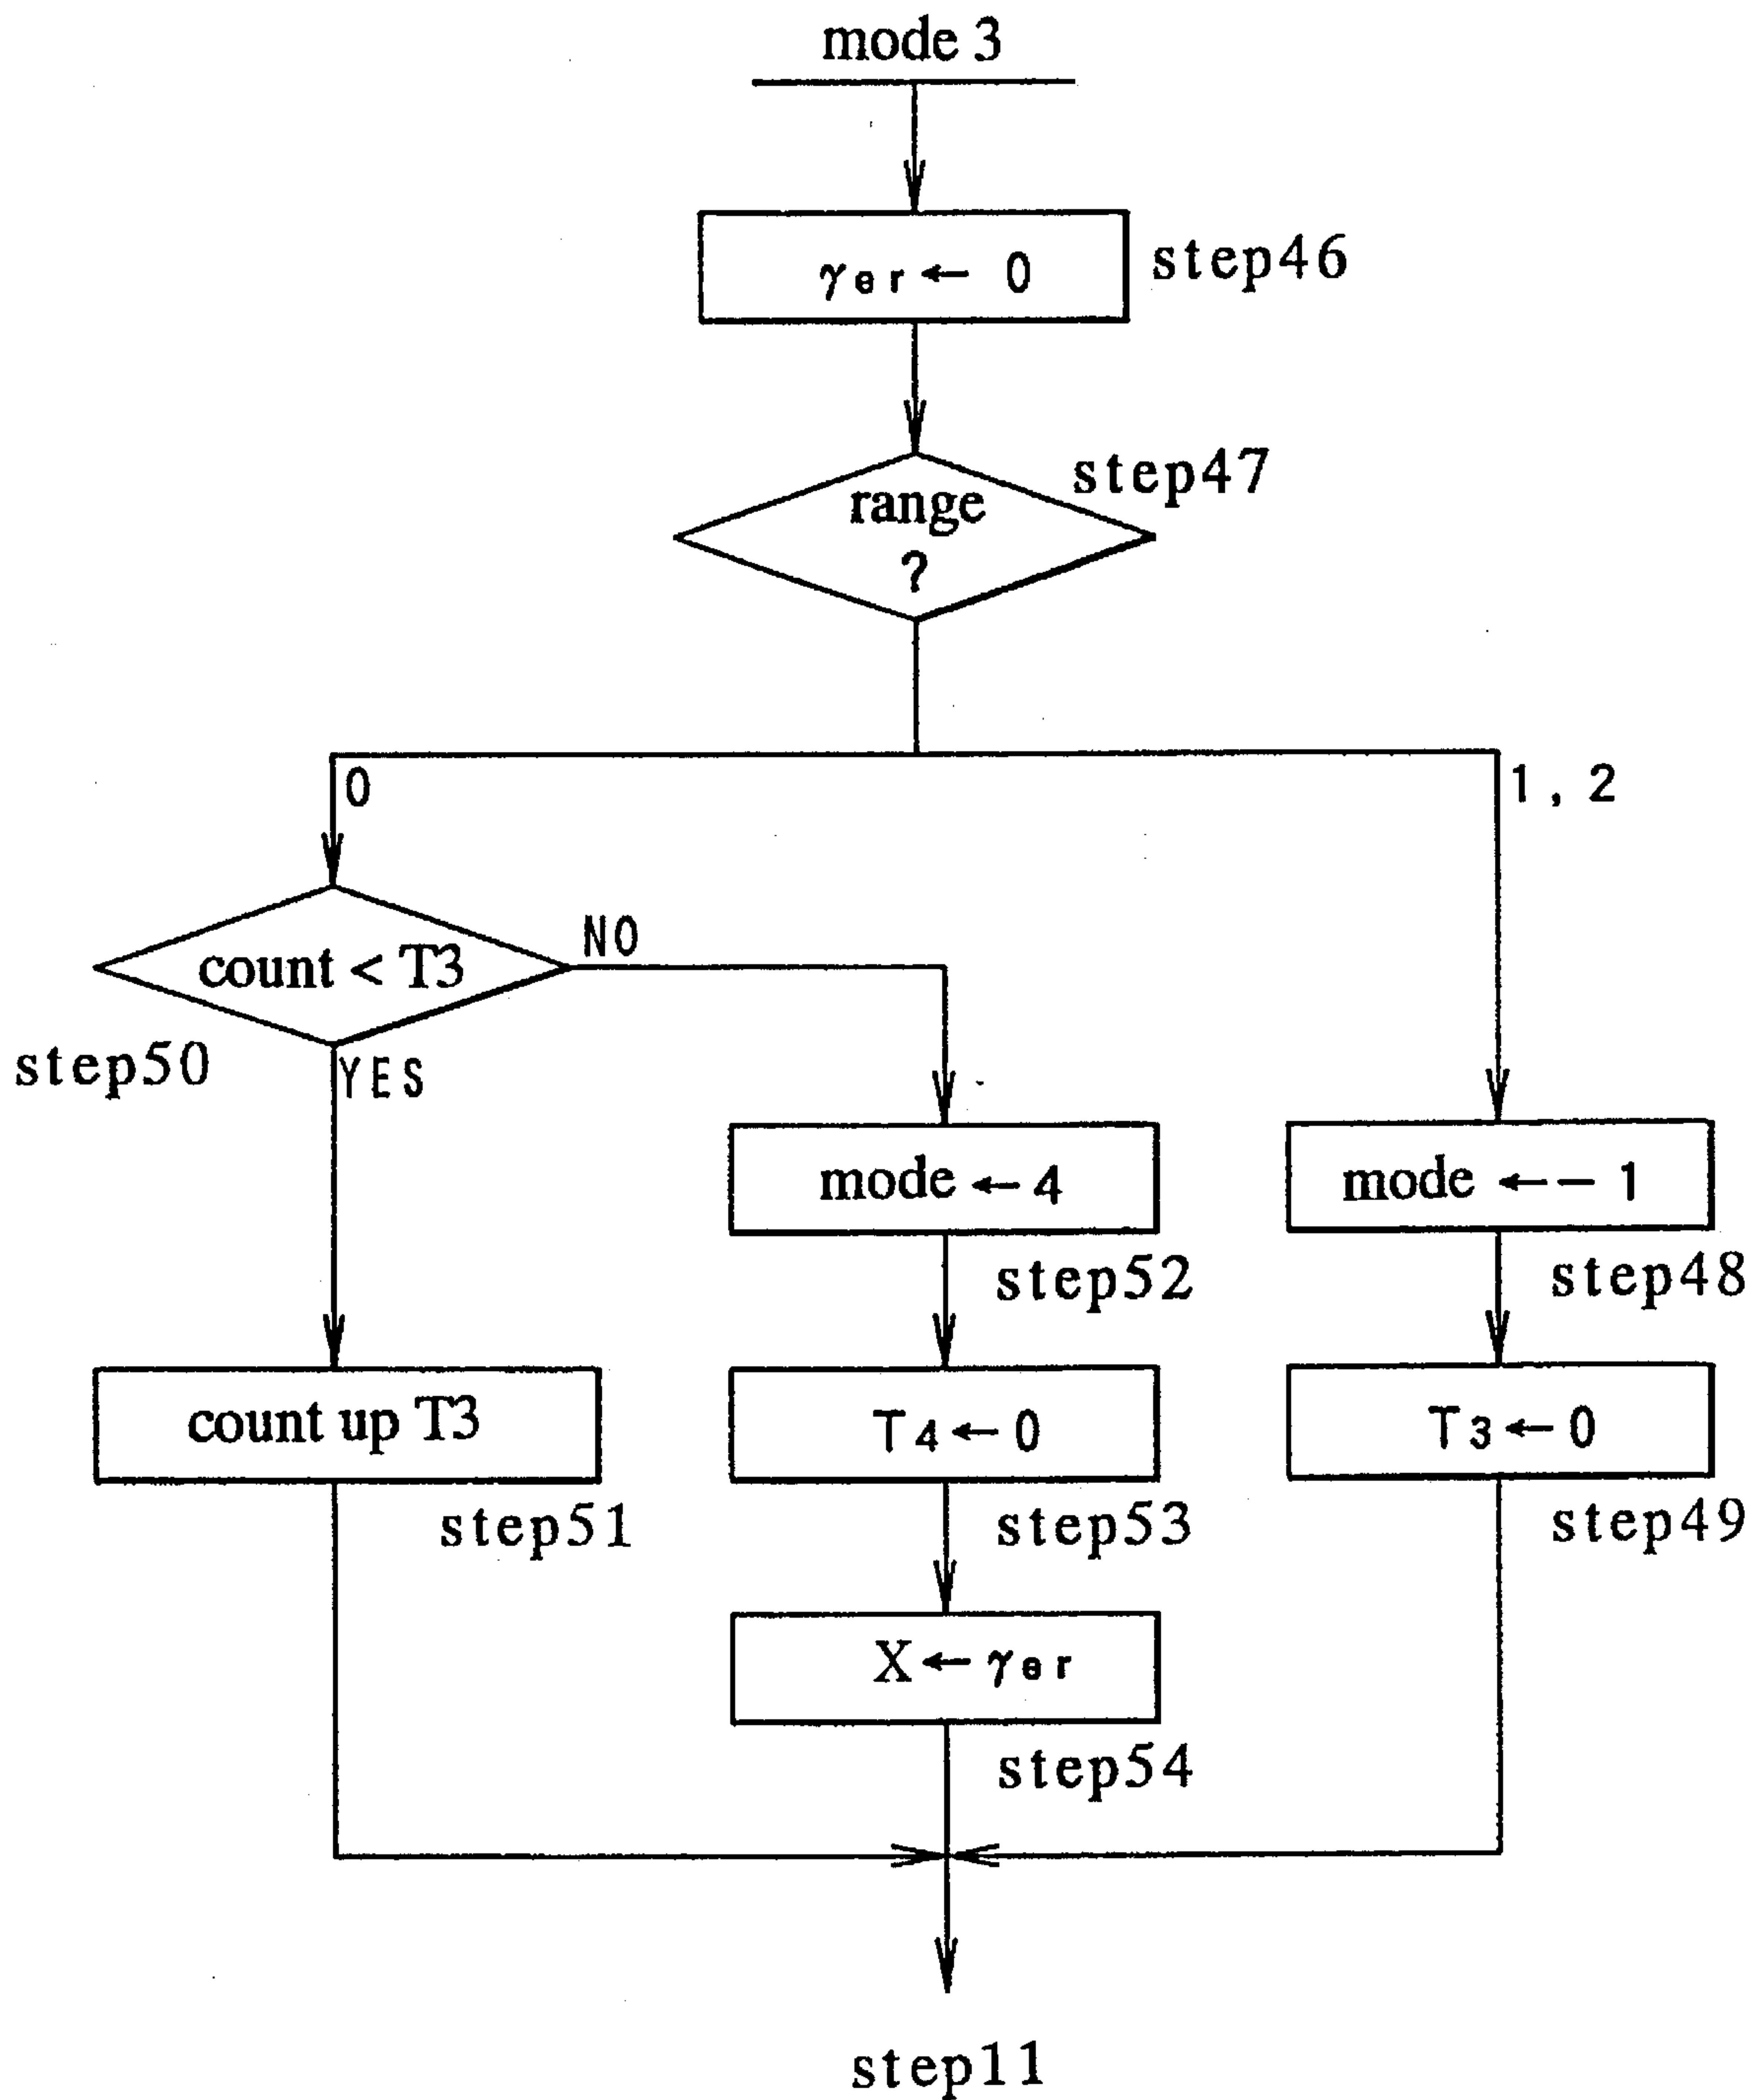 mode 3
γer ← 0
step46
step47
range
?
0
1, 2
count < T3
NO
step50
YES
mode ← 4
mode ←− 1
step52
step48
count up T3
T4 ← 0
T3 ← 0
step51
step53
step49
X ← γer
step54
step11